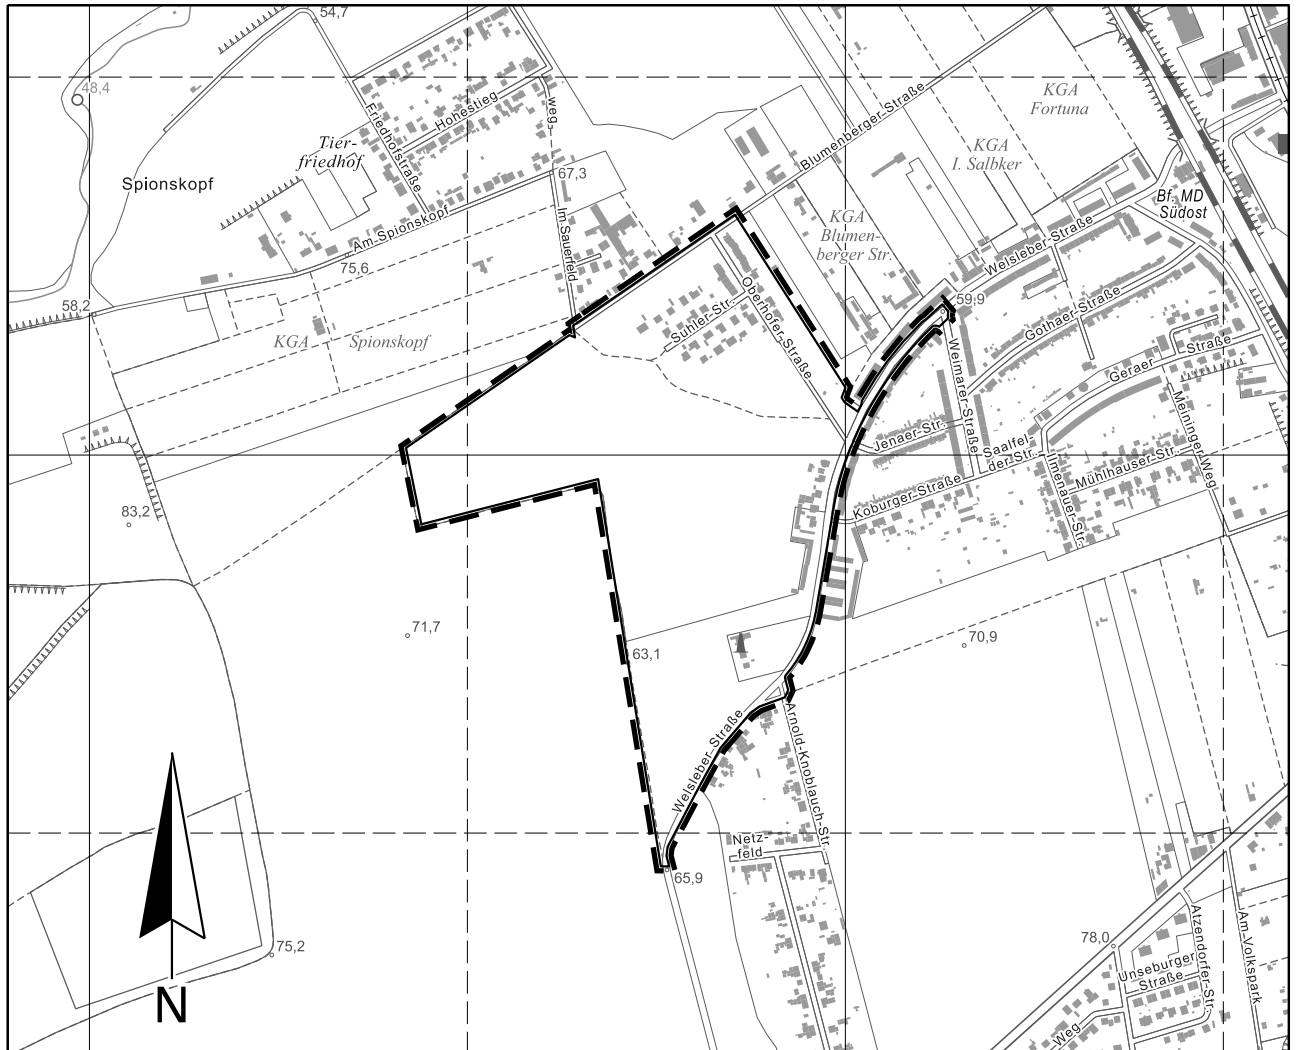 54,7
48,4
Friedhofstraße
Hohestieg
weg
Tier-
friedhof
Spionskopf
67,3
Am-Spionskopf
75,6
Im-Sauerfeld
58,2
KGA Spionskopf
Blumenberger-Straße
KGA
Fortuna
KGA
I. Salbker
KGA
Blumen-
berger Str.
Bf. MD
Südost
Welsleber-Straße
59,9
Gothaer-Straße
Suhler-Str.
Oberhofer-Straße
Weimarer-Straße
Geraer Straße
Meininger-Weg
Jenaer-Str.
Saalfel-
der-Str.
Koburger-Straße
Ilmenauer-Str.
Mühlhauser-Str.
83,2
71,7
63,1
70,9
Welsleber-Straße
Arnold-Knoblauch-Str.
Netz-
feld
65,9
75,2
78,0
Unseburger
Straße
Atzendorfer-Str.
Am-Volkspark
Weg
N